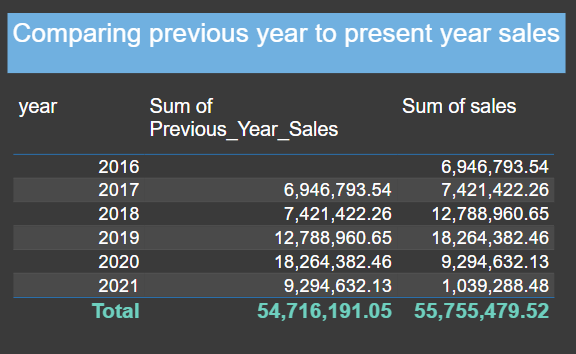 Comparing previous year to present year sales
year Sum of Previous_Year_Sales Sum of sales
2016 6,946,793.54
2017 6,946,793.54 7,421,422.26
2018 7,421,422.26 12,788,960.65
2019 12,788,960.65 18,264,382.46
2020 18,264,382.46 9,294,632.13
2021 9,294,632.13 1,039,288.48
Total 54,716,191.05 55,755,479.52